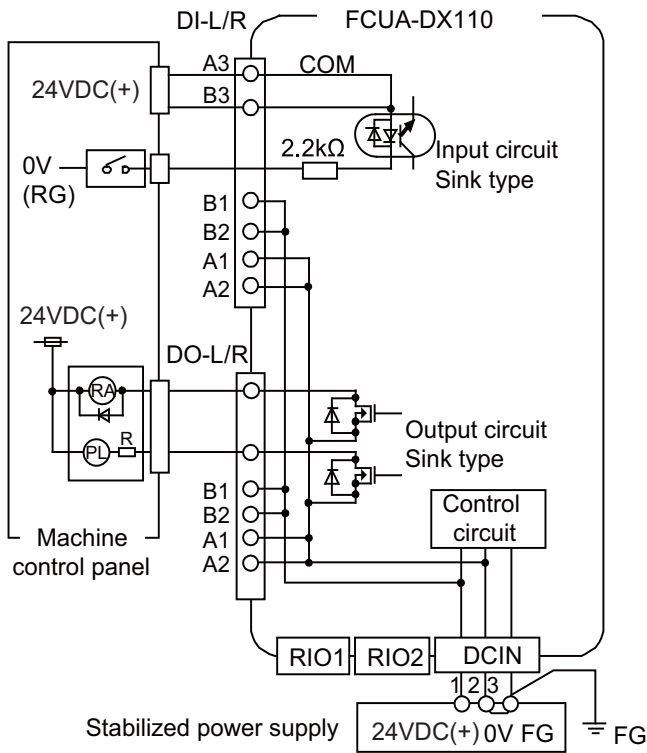 DI-L/R
FCUA-DX110
A3
COM
24VDC(+)
B3
2.2kΩ
Input circuit
Sink type
0V
(RG)
B1
B2
A1
A2
24VDC(+)
DO-L/R
RA
R
PL
Output circuit
Sink type
B1
B2
A1
A2
Control
circuit
Machine
control panel
RIO1
RIO2
DCIN
1 2 3
Stabilized power supply
24VDC(+) 0V FG
FG